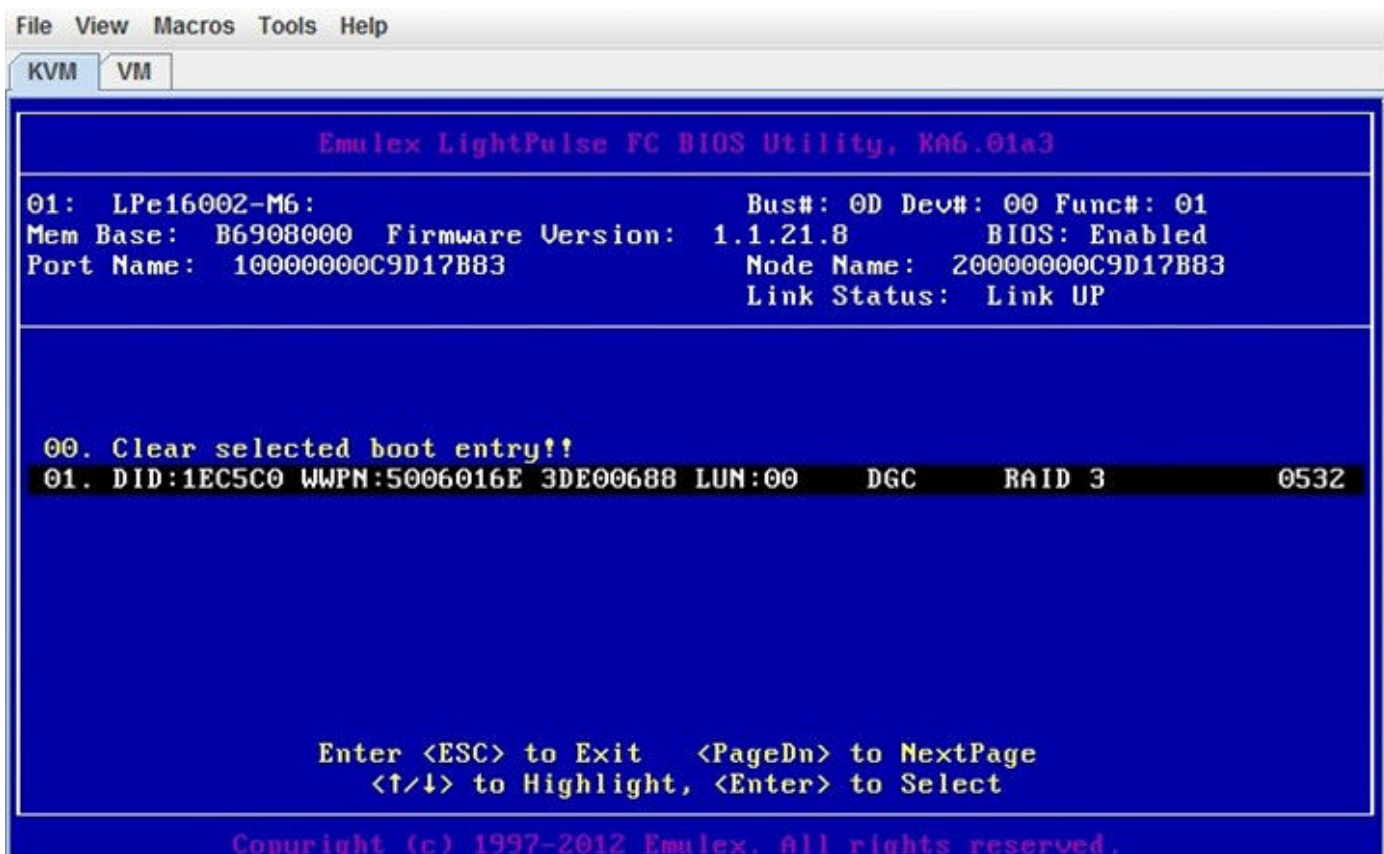 File View Macros Tools Help
KVM VM
Emulex LightPulse FC BIOS Utility, KA6.01a3
01: LPe16002-M6: Bus#: 0D Dev#: 00 Func#: 01
Mem Base: B6908000 Firmware Version: 1.1.21.8 BIOS: Enabled
Port Name: 10000000C9D17B83 Node Name: 20000000C9D17B83
Link Status: Link UP
00. Clear selected boot entry!!
01. DID:1EC5C0 WWPN:5006016E 3DE00688 LUN:00 DGC RAID 3 0532
Enter <ESC> to Exit <PageDn> to NextPage
<↑/↓> to Highlight, <Enter> to Select
Copyright (c) 1997-2012 Emulex. All rights reserved.